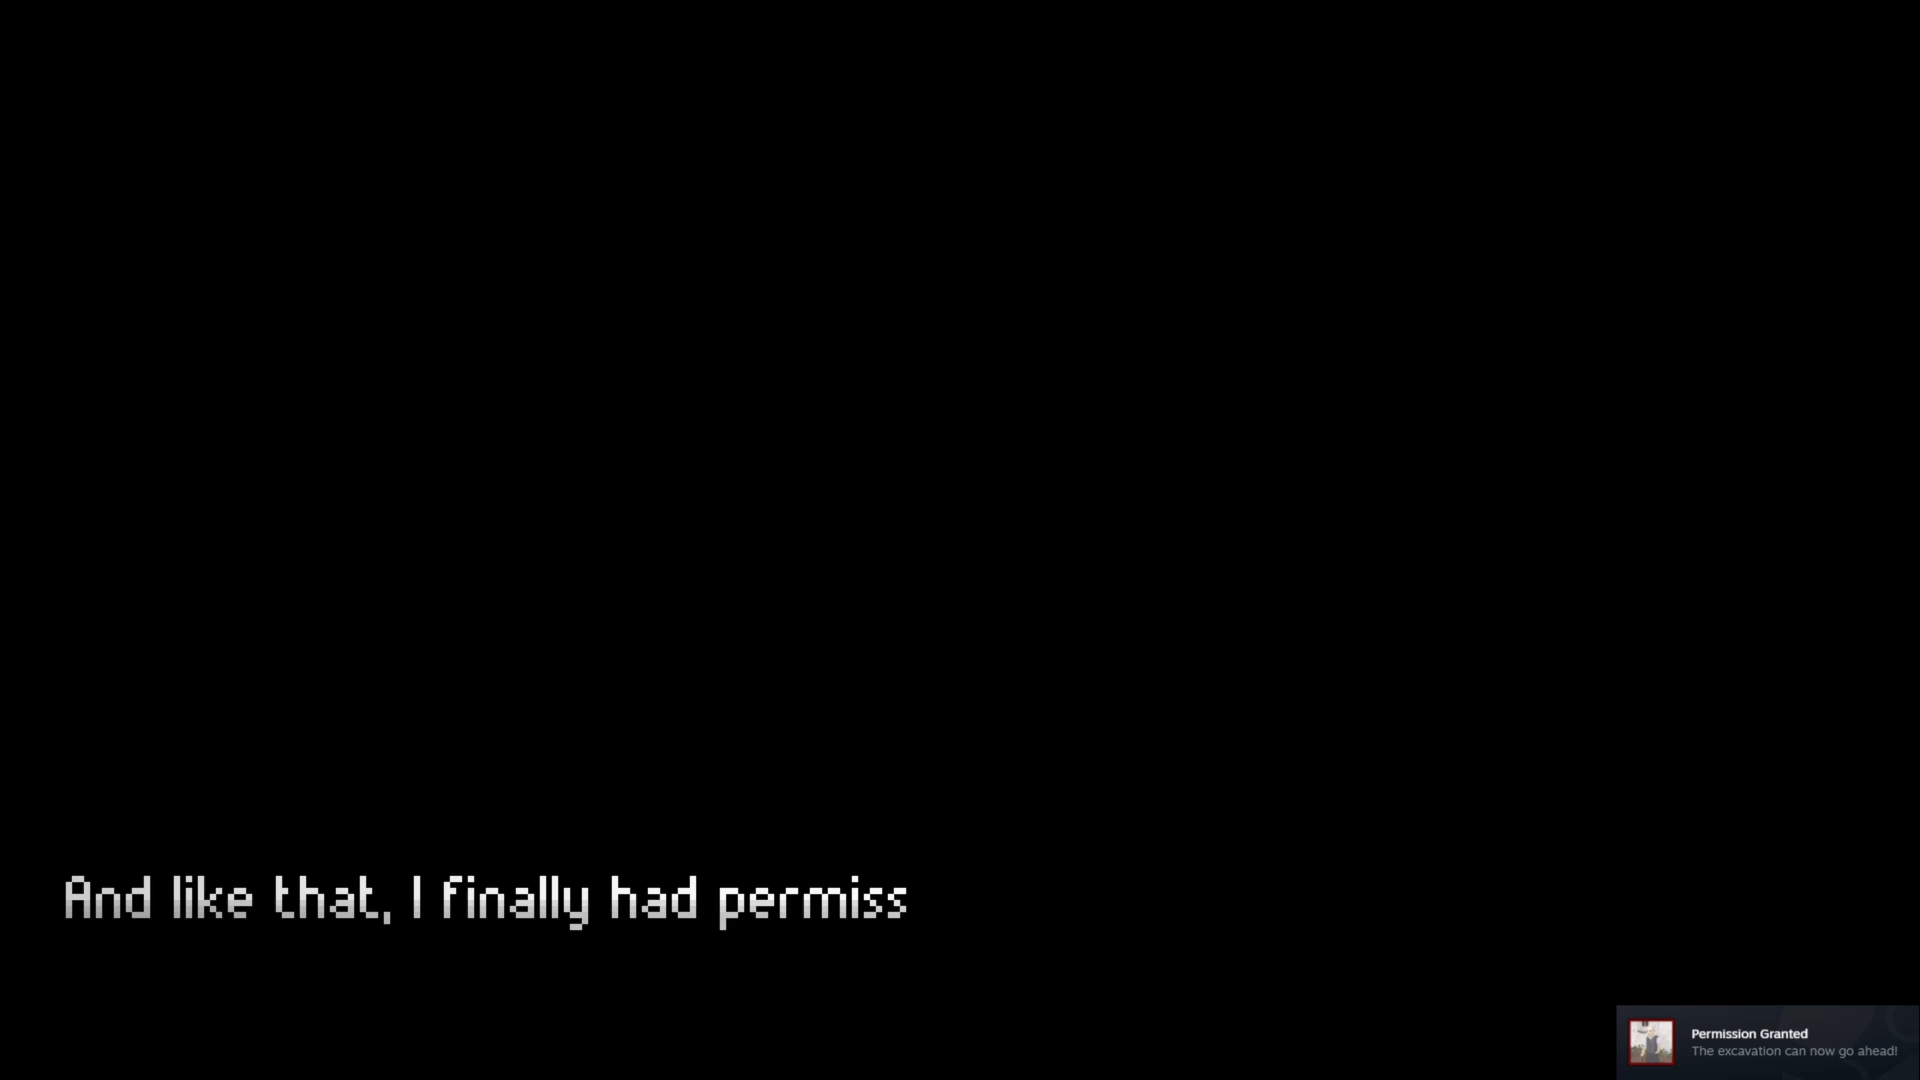 And like that, I finally had permiss
Permission Granted
The excavation can now go ahead!